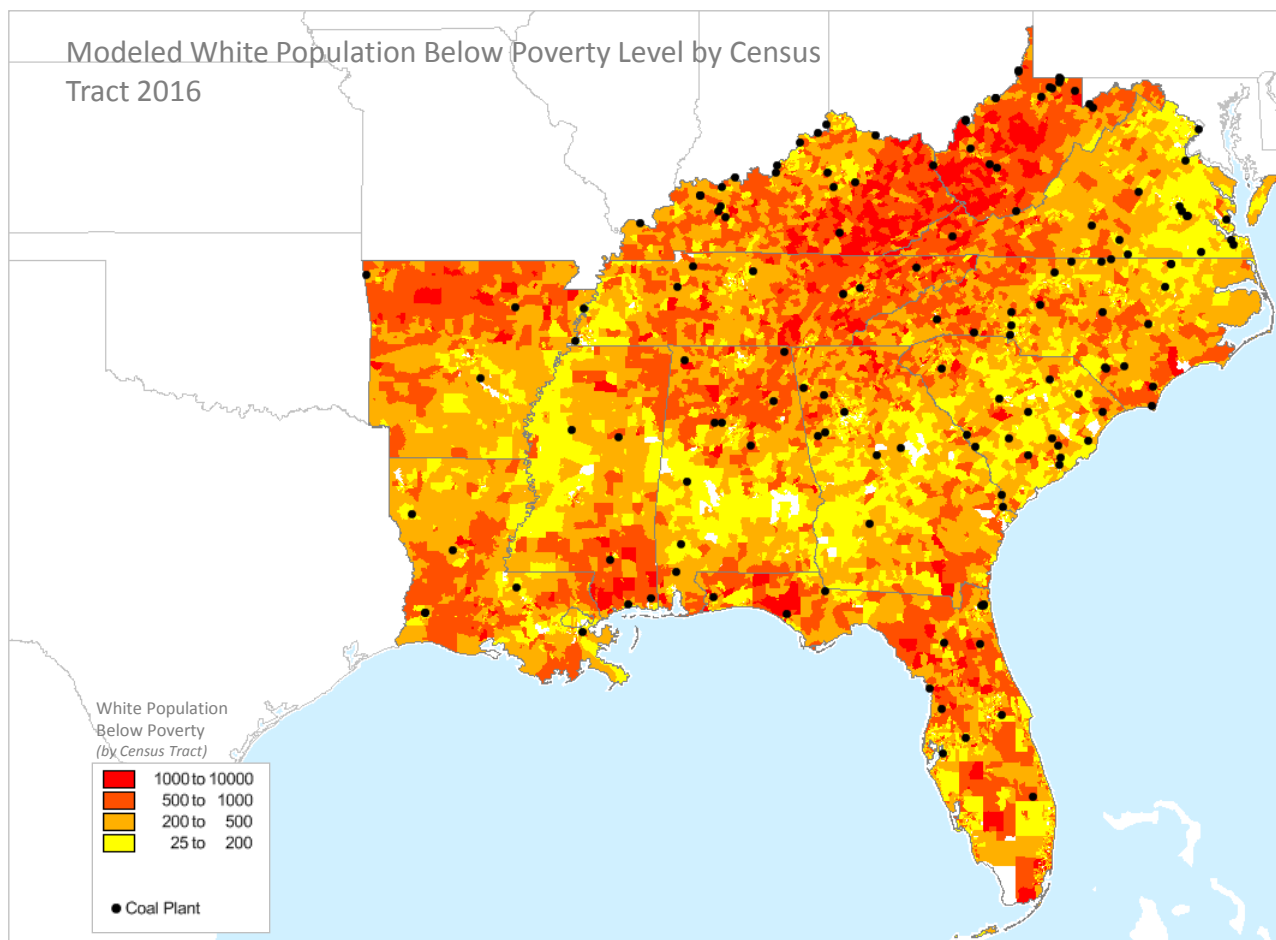 Modeled White Population Below Poverty Level by Census
Tract 2016
White Population
Below Poverty
(by Census Tract)
1000 to 10000
500 to 1000
200 to 500
25 to 200
Coal Plant